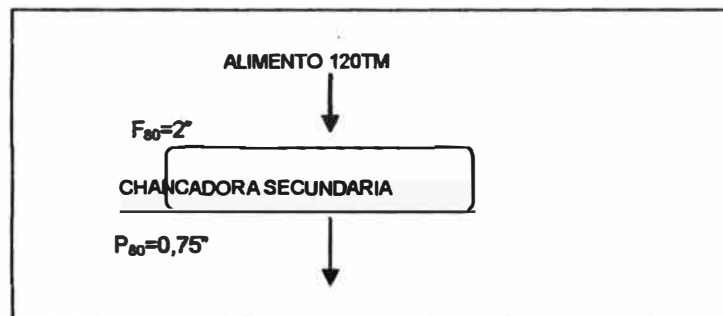 ALIMENTO 120TM
F₈₀=2"
CHANCADORA SECUNDARIA
P₈₀=0,75"